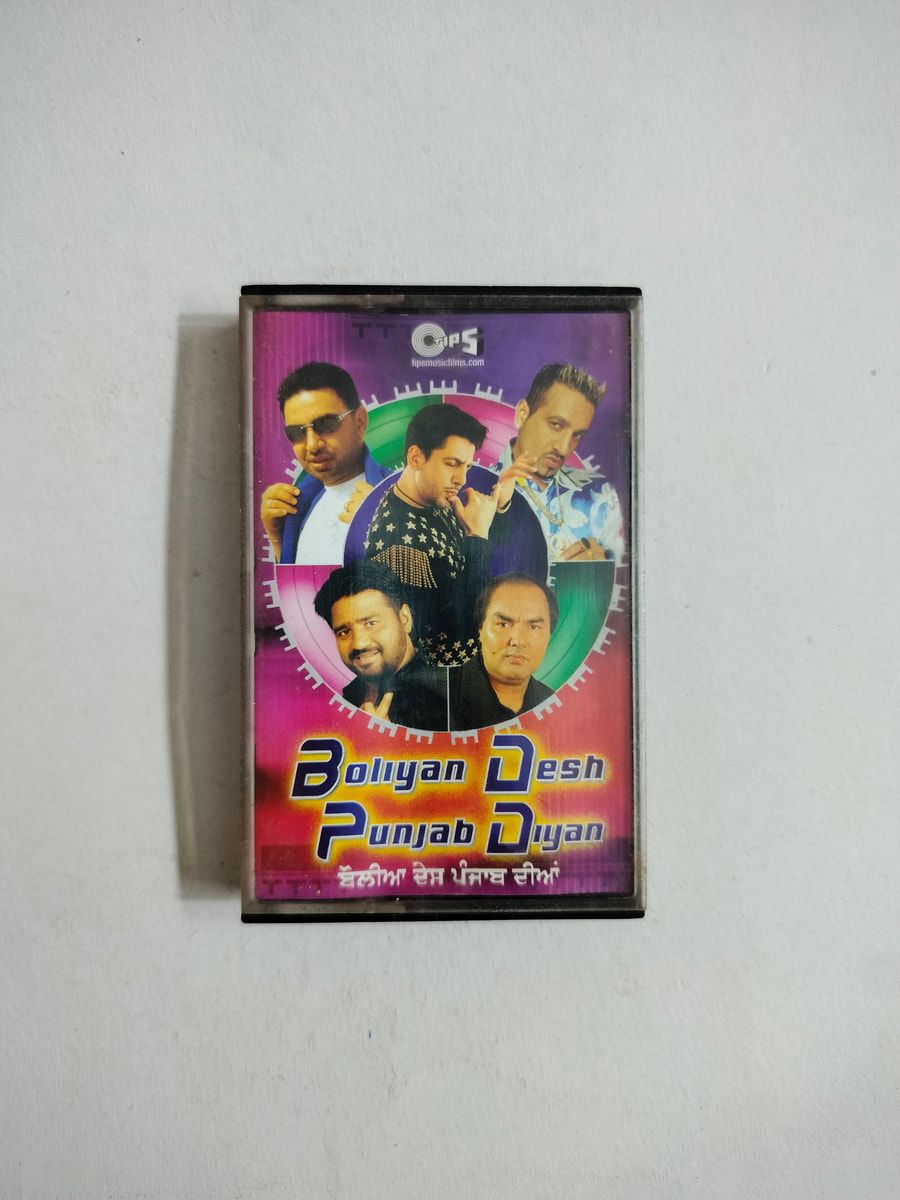 TIPS
tipsmusicfilms.com
Boliyan Desh
Punjab Diyan
ਬੋਲੀਆ ਦੇਸ ਪੰਜਾਬ ਦੀਆਂ